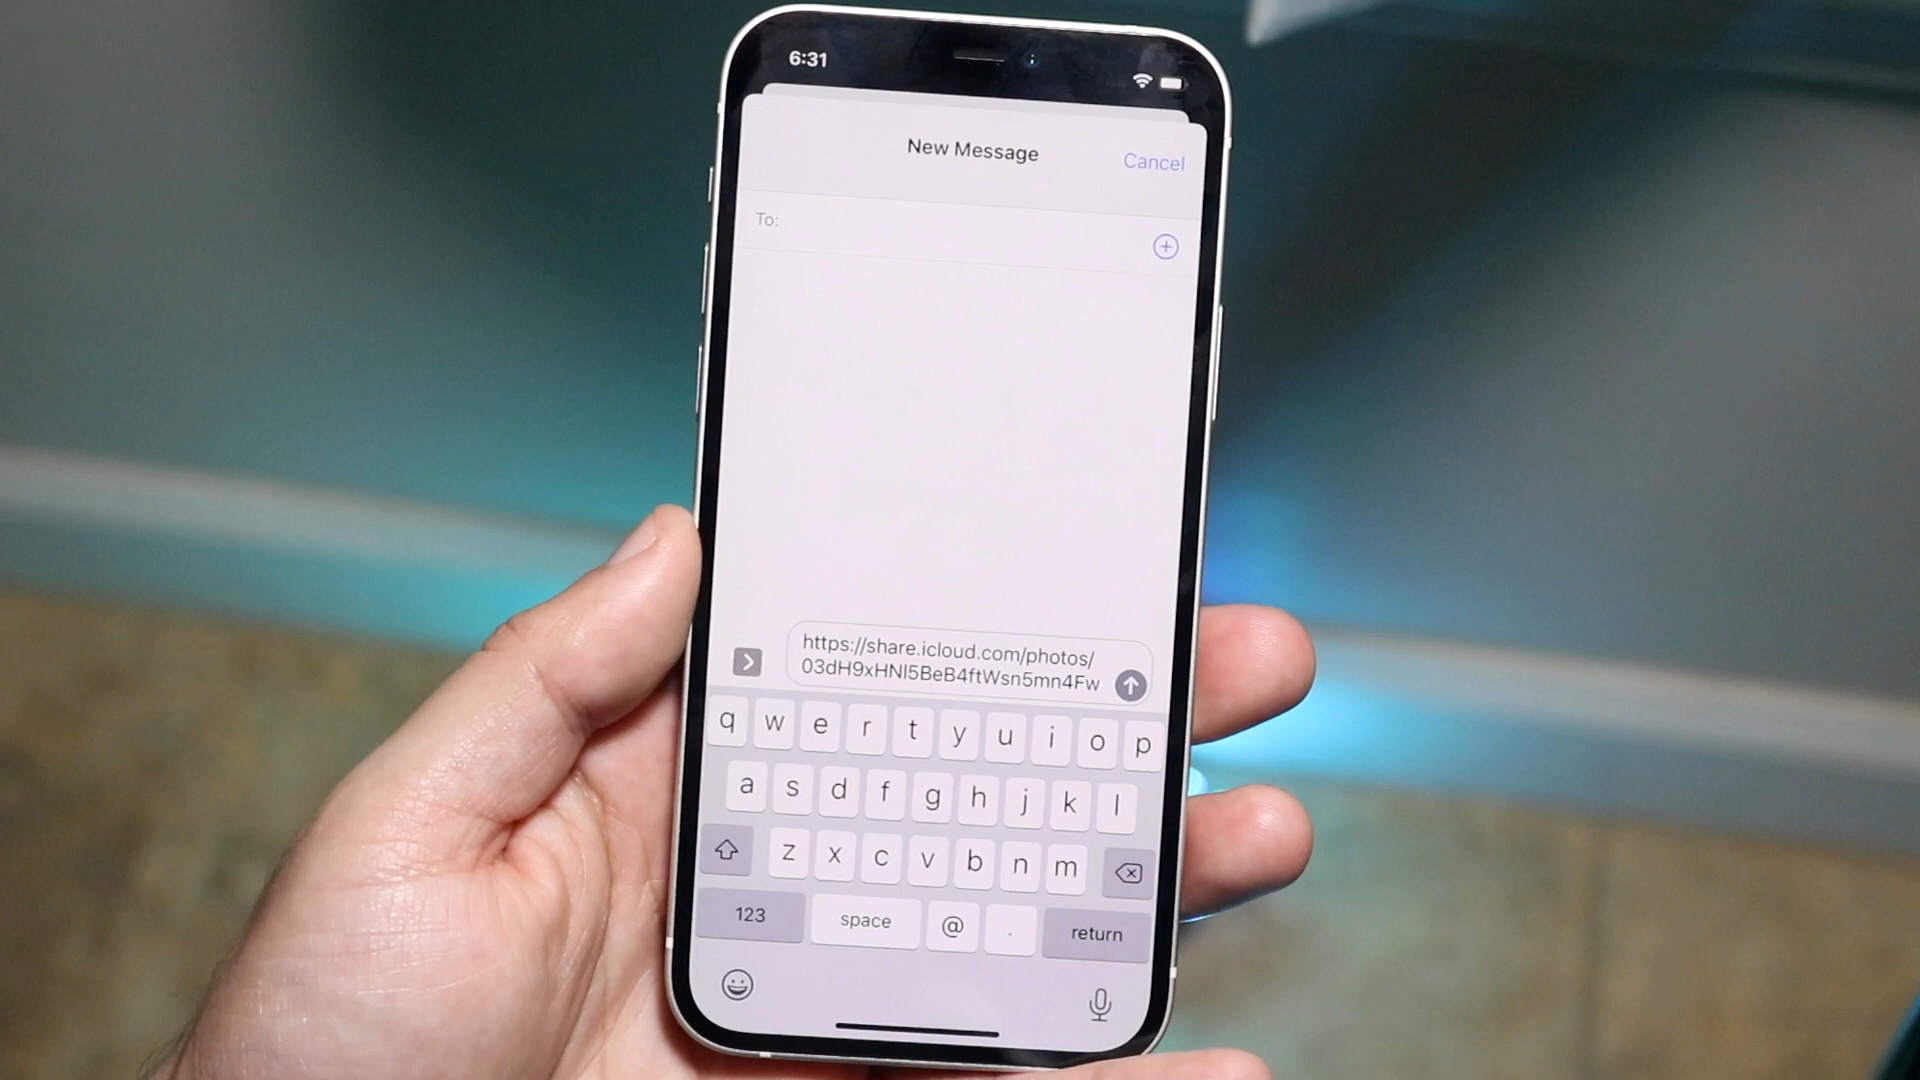 6:31
New Message
Cancel
To:
https://share.icloud.com/photos/
03dH9xHNl5BeB4ftWsn5mn4Fw
q w e r t y u i o p
a s d f g h j k l
z x c v b n m
123 space @ . return